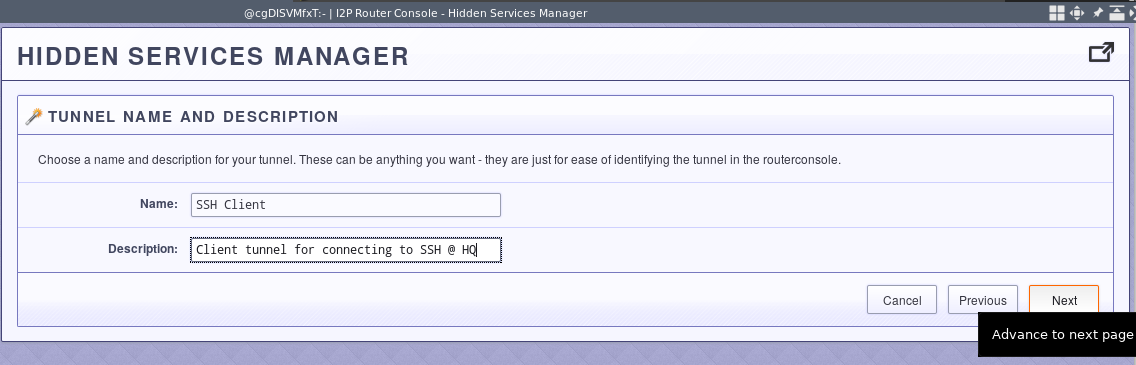 @cgDISVMfxT:~ | I2P Router Console - Hidden Services Manager
HIDDEN SERVICES MANAGER
TUNNEL NAME AND DESCRIPTION
Choose a name and description for your tunnel. These can be anything you want - they are just for ease of identifying the tunnel in the routerconsole.
Name: SSH Client
Description: Client tunnel for connecting to SSH @ HQ
Cancel Previous Next
Advance to next page